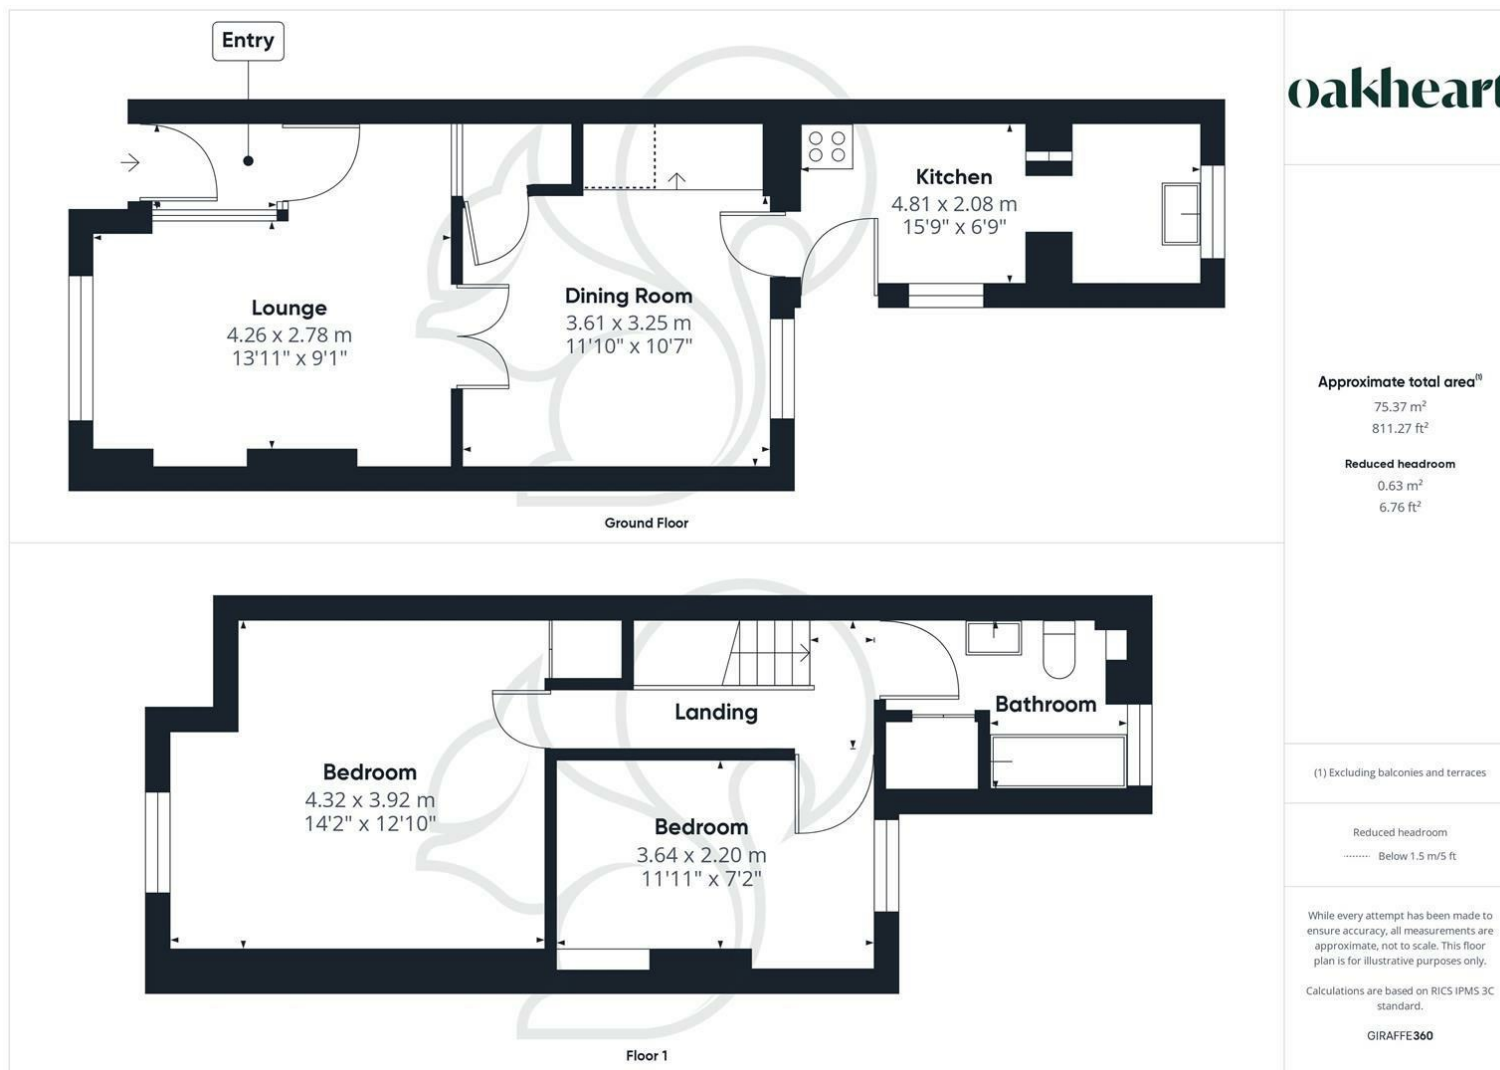 Entry
Kitchen
4.81 x 2.08 m
15'9" x 6'9"
Lounge
4.26 x 2.78 m
13'11" x 9'1"
Dining Room
3.61 x 3.25 m
11'10" x 10'7"
Ground Floor
Landing
Bathroom
Bedroom
4.32 x 3.92 m
14'2" x 12'10"
Bedroom
3.64 x 2.20 m
11'11" x 7'2"
Floor 1
oakheart
Approximate total area(1)
75.37 m²
811.27 ft²
Reduced headroom
0.63 m²
6.76 ft²
(1) Excluding balconies and terraces
Reduced headroom
Below 1.5 m/5 ft
While every attempt has been made to
ensure accuracy, all measurements are
approximate, not to scale. This floor
plan is for illustrative purposes only.
Calculations are based on RICS IPMS 3C
standard.
GIRAFFE360